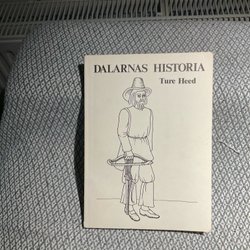 DALARNAS HISTORIA
Ture Heed